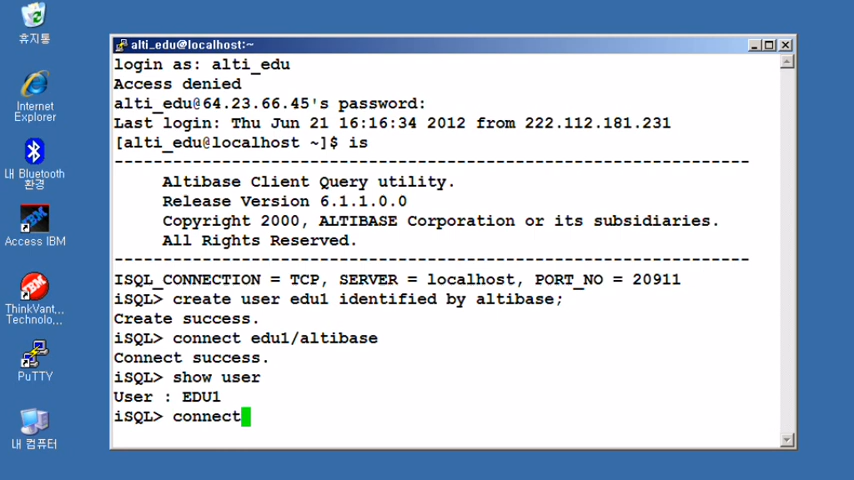 휴지통
Internet
Explorer
내 Bluetooth
환경
Access IBM
ThinkVant...
Technolo...
PuTTY
내 컴퓨터
alti_edu@localhost:~
login as: alti_edu
Access denied
alti_edu@64.23.66.45's password:
Last login: Thu Jun 21 16:16:34 2012 from 222.112.181.231
[alti_edu@localhost ~]$ is
-----------------------------------------------------------------
Altibase Client Query utility.
Release Version 6.1.1.0.0
Copyright 2000, ALTIBASE Corporation or its subsidiaries.
All Rights Reserved.
-----------------------------------------------------------------
ISQL_CONNECTION = TCP, SERVER = localhost, PORT_NO = 20911
iSQL> create user edu1 identified by altibase;
Create success.
iSQL> connect edu1/altibase
Connect success.
iSQL> show user
User : EDU1
iSQL> connect